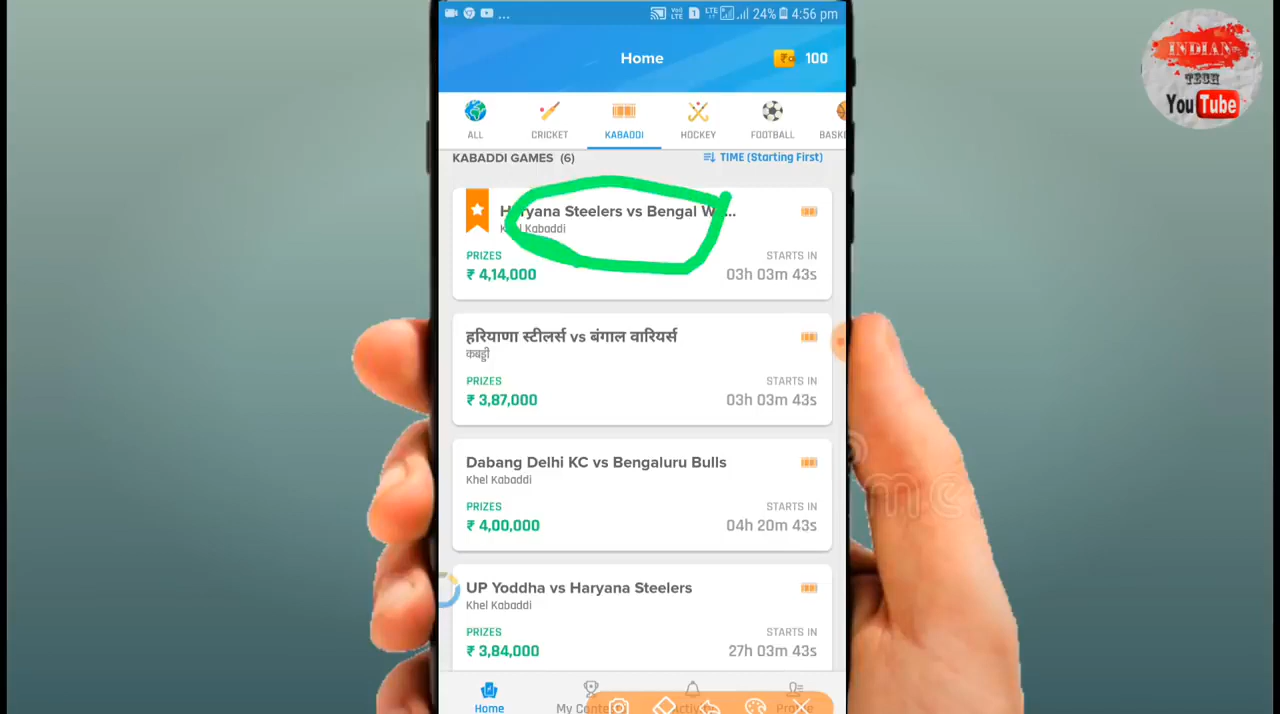 ...
VoLTE 1 LTE 24% 4:56 pm
Home
100
INDIAN
TECH
YouTube
ALL
CRICKET
KABADDI
HOCKEY
FOOTBALL
BASK
KABADDI GAMES (6)
TIME (Starting First)
Haryana Steelers vs Bengal W...
Khel Kabaddi
PRIZES
STARTS IN
₹ 4,14,000
03h 03m 43s
हरियाणा स्टीलर्स vs बंगाल वारियर्स
कबड्डी
PRIZES
STARTS IN
₹ 3,87,000
03h 03m 43s
Dabang Delhi KC vs Bengaluru Bulls
Khel Kabaddi
PRIZES
STARTS IN
₹ 4,00,000
04h 20m 43s
UP Yoddha vs Haryana Steelers
Khel Kabaddi
PRIZES
STARTS IN
₹ 3,84,000
27h 03m 43s
Home
My Conte
Activi
Profile